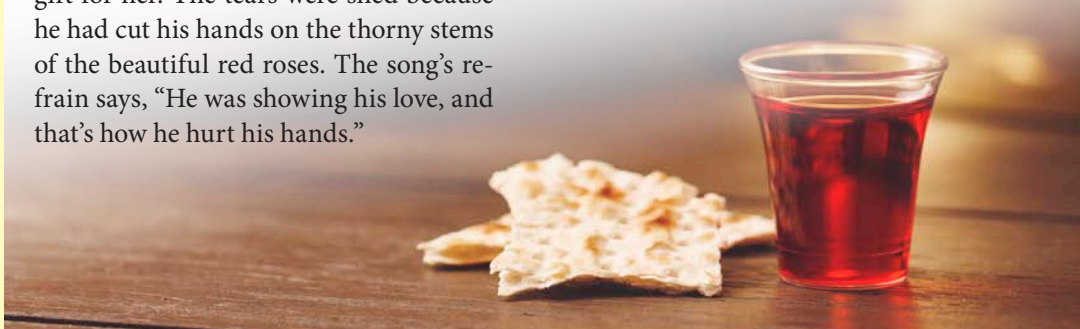 gift for her. The tears were shed because
he had cut his hands on the thorny stems
of the beautiful red roses. The song’s re-
frain says, “He was showing his love, and
that’s how he hurt his hands.”